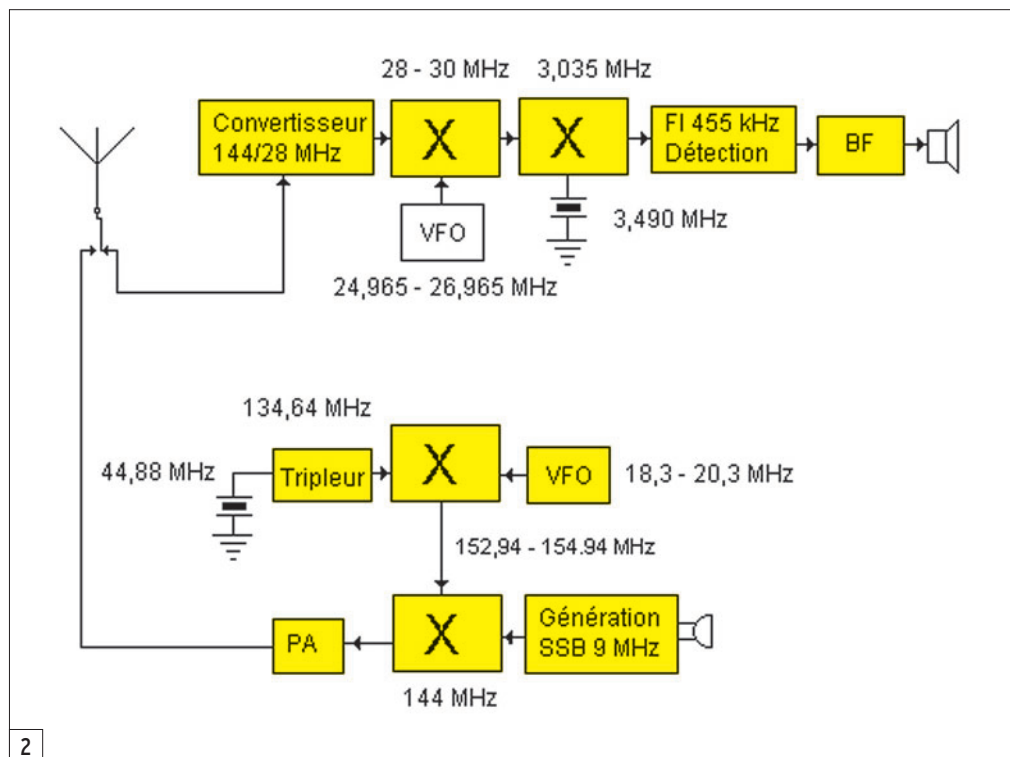 28 - 30 MHz
3,035 MHz
Convertisseur
144/28 MHz
X
X
FI 455 kHz
Détection
BF
VFO
3,490 MHz
24,965 - 26,965 MHz
134,64 MHz
44,88 MHz
Tripleur
X
VFO
18,3 - 20,3 MHz
152,94 - 154.94 MHz
PA
X
Génération
SSB 9 MHz
144 MHz
2